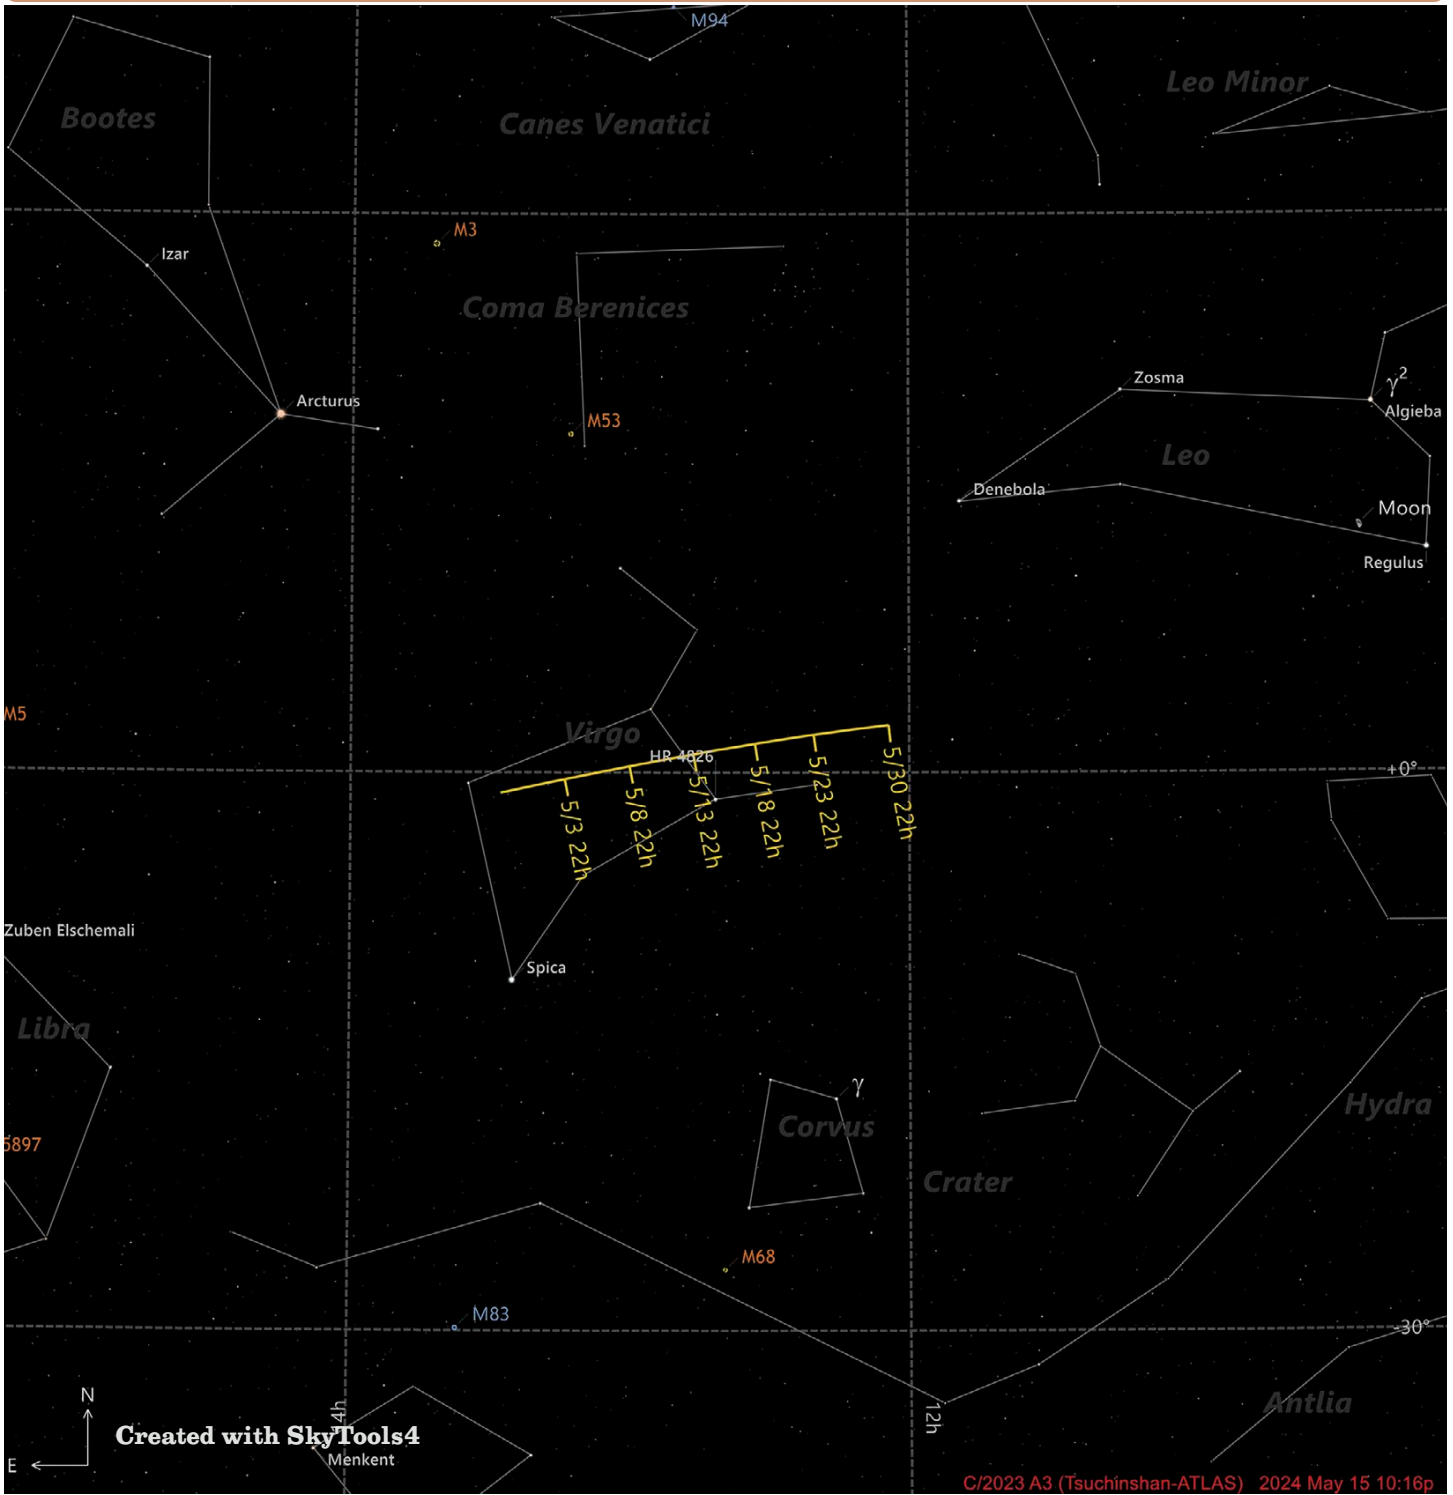 M94
Leo Minor
Bootes
Canes Venatici
M3
Izar
Coma Berenices
Zosma
γ2
Arcturus
Algieba
M53
Leo
Denebola
Moon
Regulus
M5
Virgo
HR 4826
+0°
5/3 22h
5/8 22h
5/13 22h
5/18 22h
5/23 22h
5/30 22h
Zuben Elschemali
Spica
Libra
γ
Hydra
Corvus
5897
Crater
M68
M83
-30°
N
Antlia
14h
12h
Created with SkyTools4
Menkent
E
C/2023 A3 (Tsuchinshan-ATLAS) 2024 May 15 10:16p